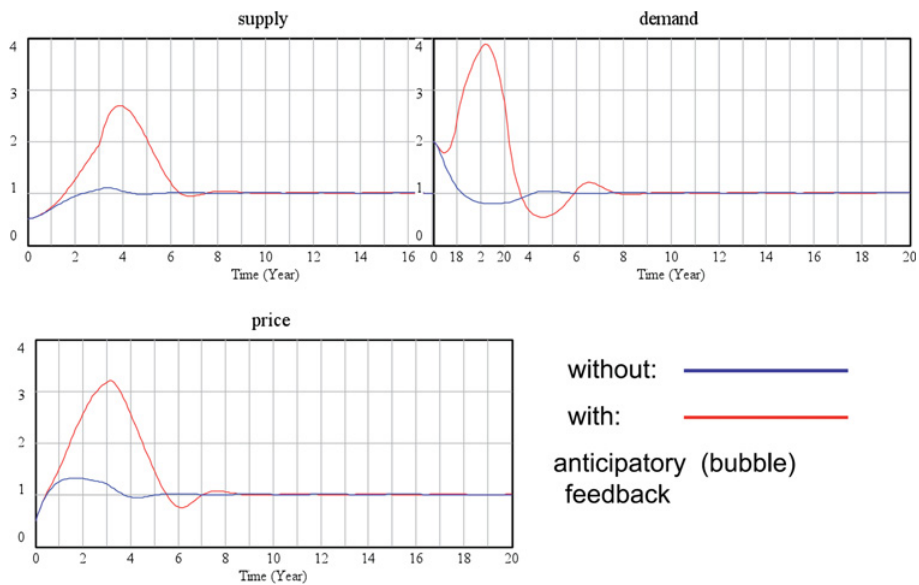 supply
4
3
2
1
0
0 2 4 6 8 10 12 14 16
Time (Year)
demand
4
3
2
1
0
0 18 2 20 4 6 8 10 12 14 16 18 20
Time (Year)
price
4
3
2
1
0
0 2 4 6 8 10 12 14 16 18 20
Time (Year)
without:
with:
anticipatory (bubble)
feedback